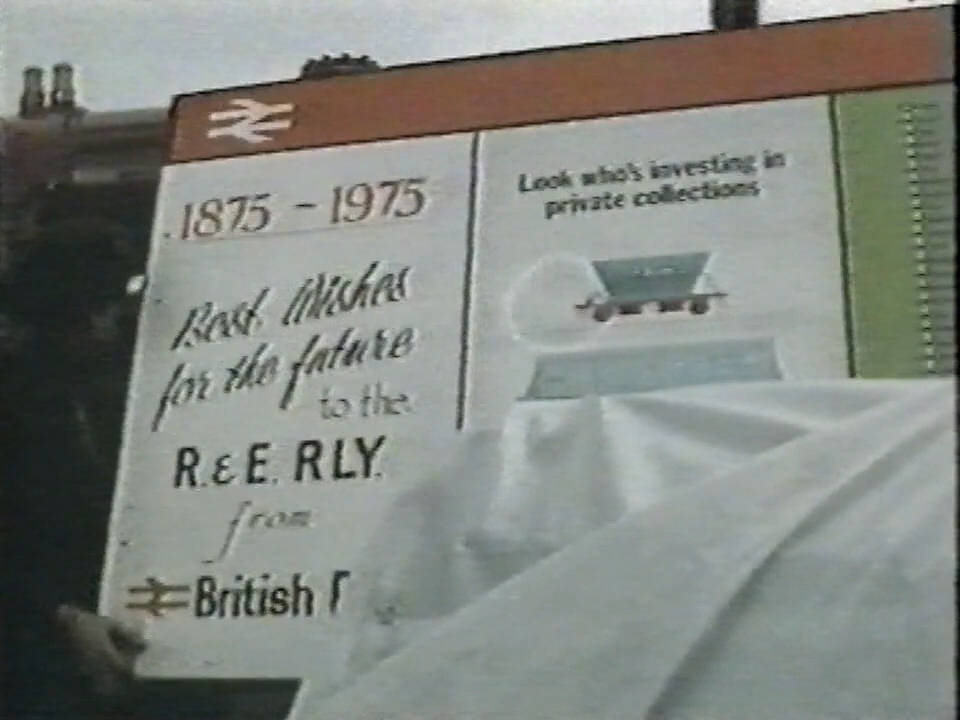 1875 - 1975
Best Wishes
for the future
to the
R. & E. RLY.
from
British
Look who's investing in
private collections